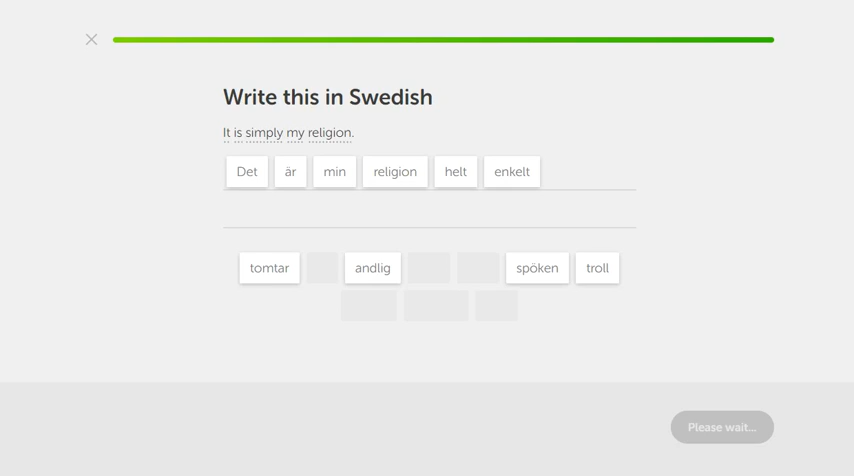 Write this in Swedish
It is simply my religion.
Det är min religion helt enkelt
tomtar andlig spöken troll
Please wait...